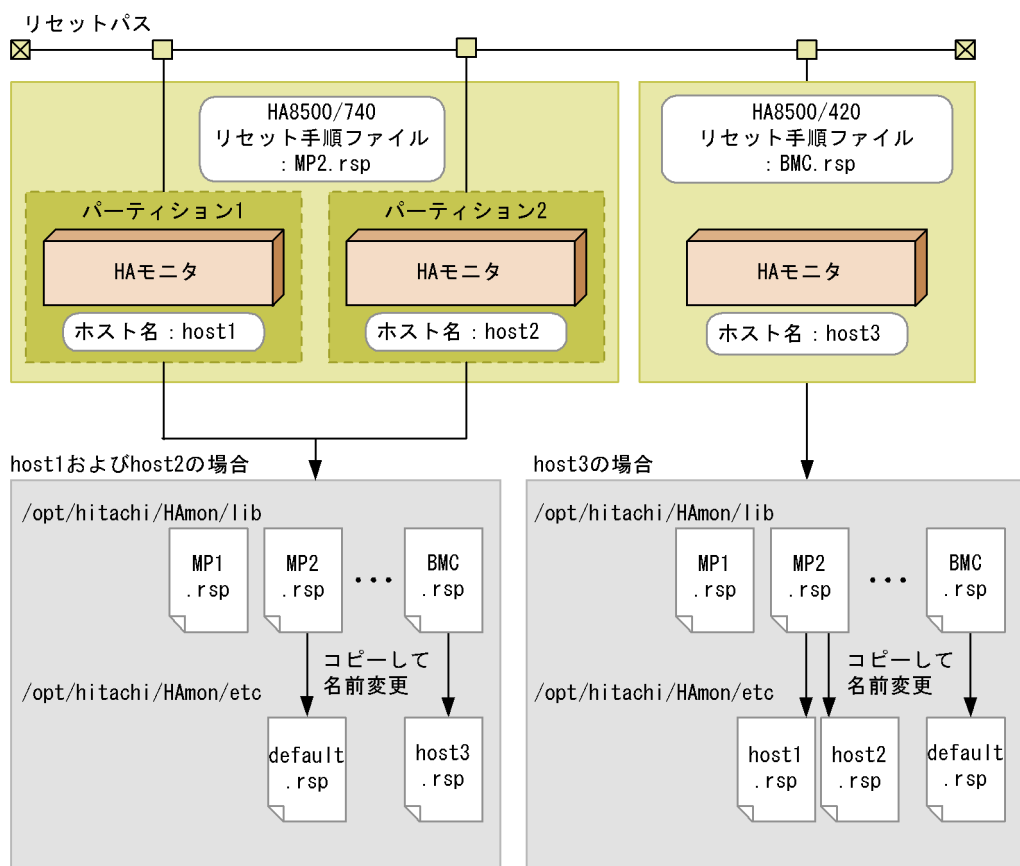 リセットパス
HA8500/740
リセット手順ファイル
：MP2.rsp
HA8500/420
リセット手順ファイル
：BMC.rsp
パーティション1
パーティション2
HAモニタ
HAモニタ
HAモニタ
ホスト名：host1
ホスト名：host2
ホスト名：host3
host1およびhost2の場合
/opt/hitachi/HAmon/lib
MP1
.rsp
MP2
.rsp
…
BMC
.rsp
コピーして
名前変更
/opt/hitachi/HAmon/etc
default
.rsp
host3
.rsp
host3の場合
/opt/hitachi/HAmon/lib
MP1
.rsp
MP2
.rsp
…
BMC
.rsp
コピーして
名前変更
/opt/hitachi/HAmon/etc
host1
.rsp
host2
.rsp
default
.rsp